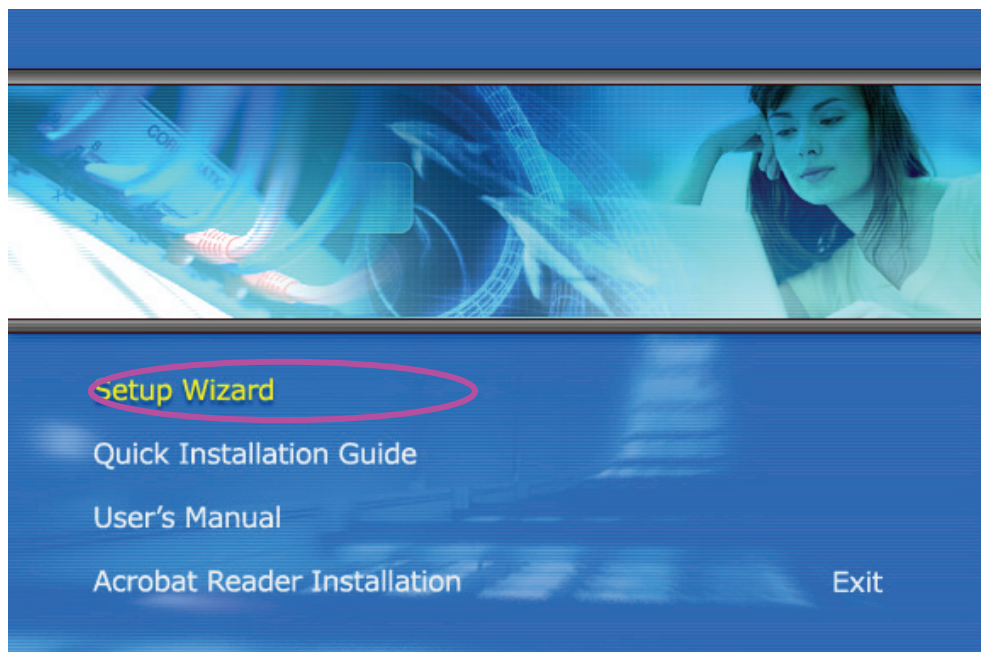 Setup Wizard
Quick Installation Guide
User's Manual
Acrobat Reader Installation
Exit